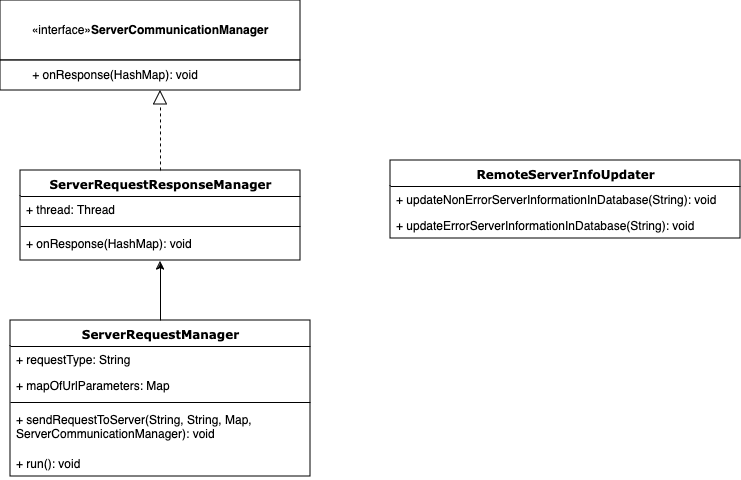 «interface»ServerCommunicationManager
+ onResponse(HashMap): void
ServerRequestResponseManager
+ thread: Thread
+ onResponse(HashMap): void
RemoteServerInfoUpdater
+ updateNonErrorServerInformationInDatabase(String): void
+ updateErrorServerInformationInDatabase(String): void
ServerRequestManager
+ requestType: String
+ mapOfUrlParameters: Map
+ sendRequestToServer(String, String, Map,
ServerCommunicationManager): void
+ run(): void